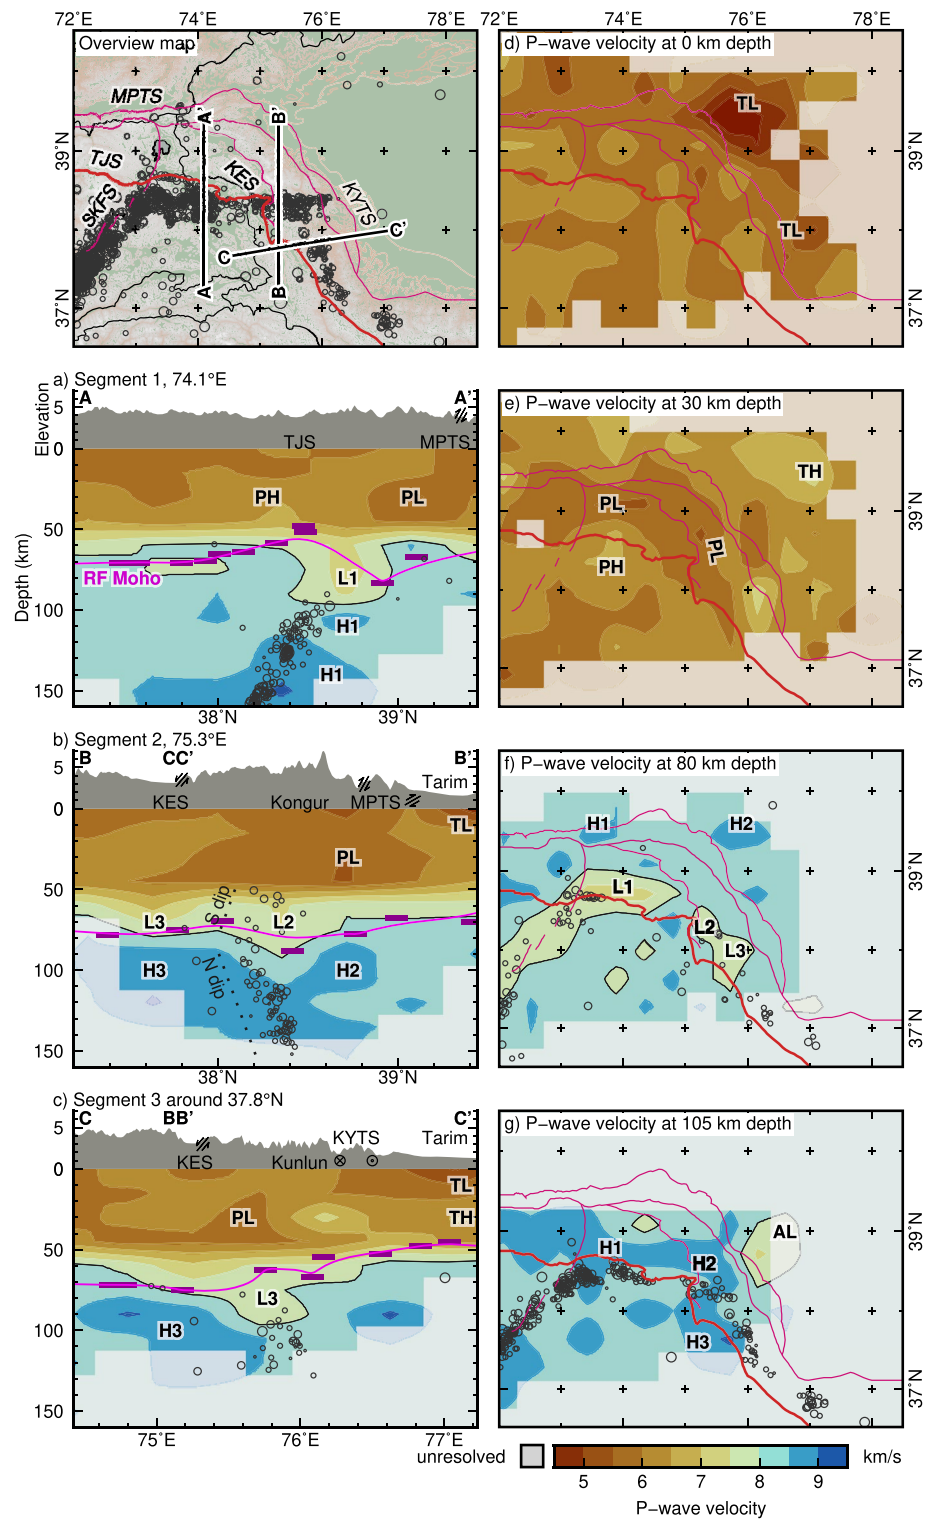 72°E 74°E 76°E 78°E
72°E 74°E 76°E 78°E
Overview map
MPTS
A'
B'
39°N
TJS
KES
SKFS
KYTS
C
C'
A
B
37°N
d) P−wave velocity at 0 km depth
TL
39°N
TL
37°N
a) Segment 1, 74.1°E
A
A'
Elevation
5
TJS
MPTS
0
PH
PL
50
RF Moho
L1
Depth (km)
100
H1
H1
150
38°N
39°N
e) P−wave velocity at 30 km depth
TH
PL
39°N
PL
PH
37°N
b) Segment 2, 75.3°E
B
CC'
B'
5
Tarim
KES
Kongur
MPTS
0
TL
PL
50
S dip
L3
L2
N dip
H3
H2
100
150
38°N
39°N
f) P−wave velocity at 80 km depth
H1
H2
39°N
L1
L2
L3
37°N
c) Segment 3 around 37.8°N
C
BB'
C'
5
KYTS
Tarim
KES
Kunlun
0
TL
PL
TH
50
L3
100
H3
150
75°E
76°E
77°E
g) P−wave velocity at 105 km depth
AL
39°N
H1
H2
H3
37°N
unresolved
km/s
5 6 7 8 9
P−wave velocity